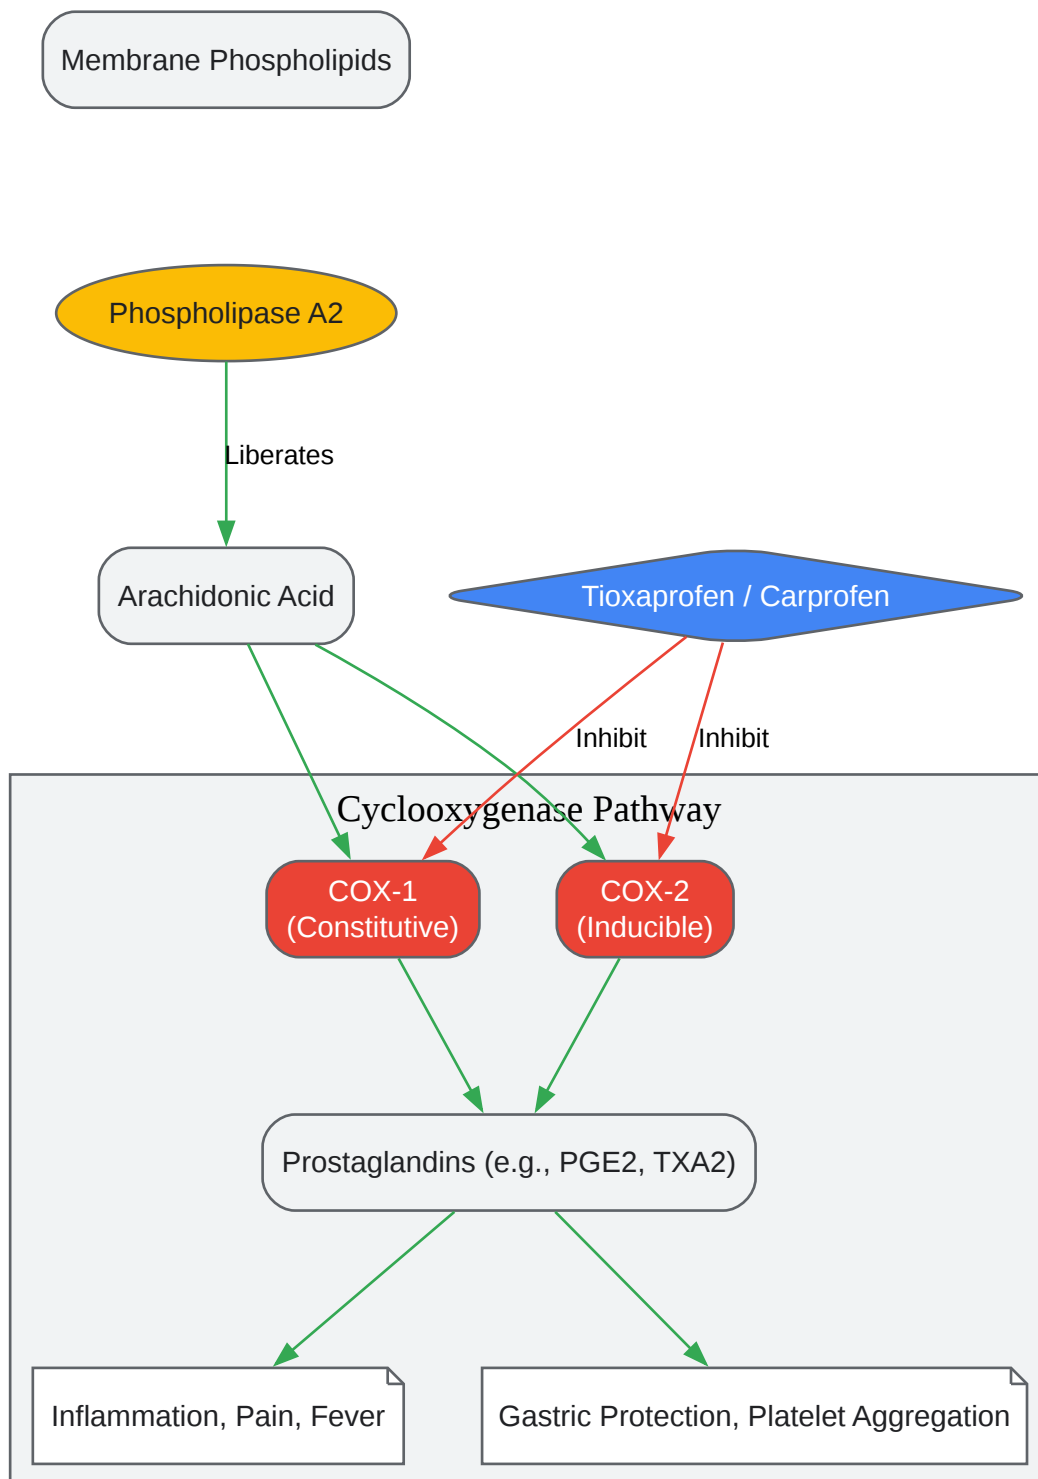 Membrane Phospholipids
Phospholipase A2
Liberates
Arachidonic Acid
Tioxaprofen / Carprofen
Inhibit
Inhibit
Cyclooxygenase Pathway
COX-1
(Constitutive)
COX-2
(Inducible)
Prostaglandins (e.g., PGE2, TXA2)
Inflammation, Pain, Fever
Gastric Protection, Platelet Aggregation